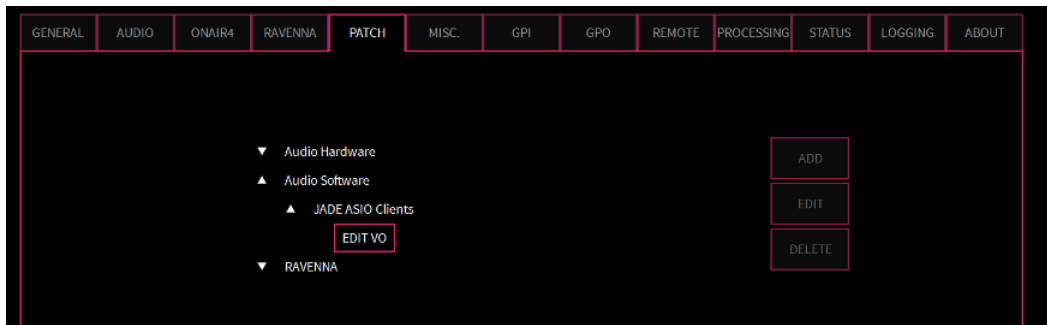 GENERAL AUDIO ONAIR4 RAVENNA PATCH MISC. GPI GPO REMOTE PROCESSING STATUS LOGGING ABOUT
Audio Hardware
ADD
Audio Software
JADE ASIO Clients
EDIT
EDIT VO
DELETE
RAVENNA